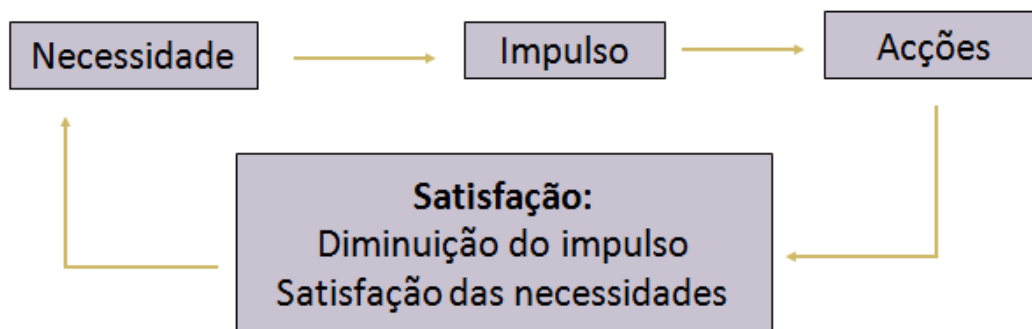 Necessidade
Impulso
Acções
Satisfação:
Diminuição do impulso
Satisfação das necessidades